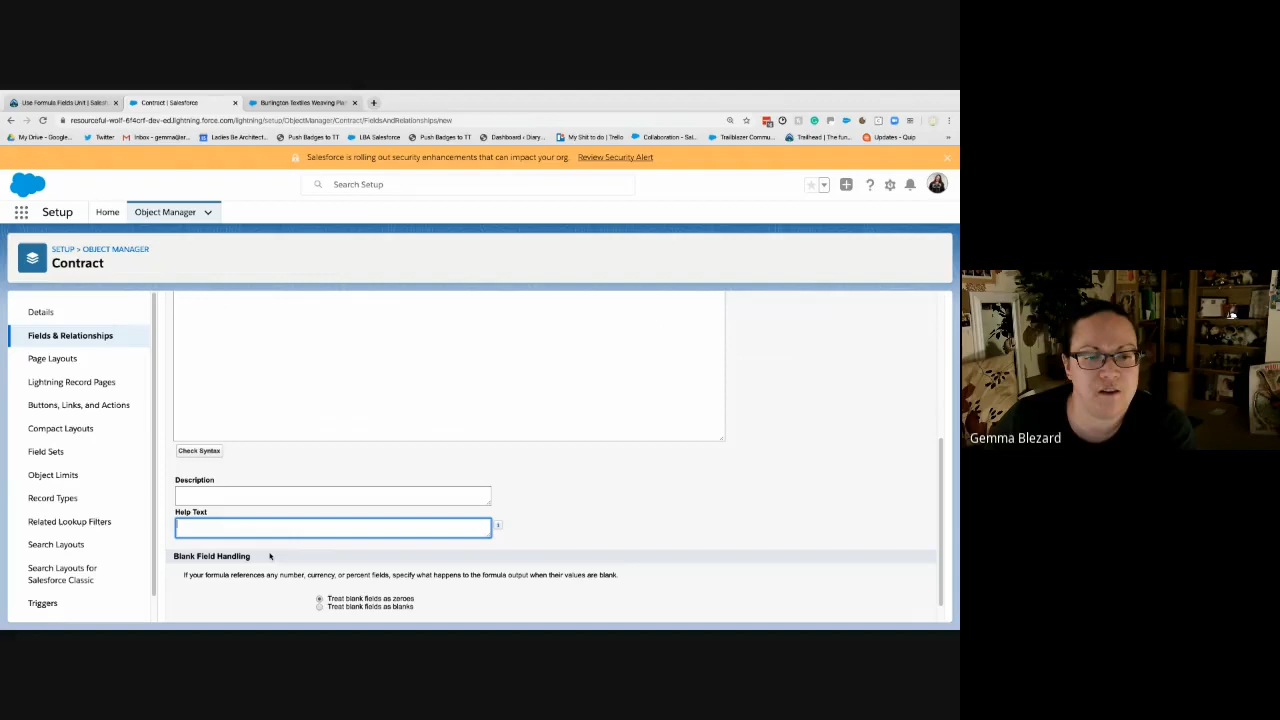 Use Formula Fields Unit | Salesf
Contract | Salesforce
Burlington Textiles Weaving Plan
resourceful-wolf-6f4crf-dev-ed.lightning.force.com/lightning/setup/ObjectManager/Contract/FieldsAndRelationships/new
My Drive - Google...
Twitter
Inbox - gemma@ar...
Ladies Be Architect...
Push Badges to TT
LBA Salesforce
Push Badges to TT
Dashboard ‹ Diary...
My Shit to do | Trello
Collaboration - Sal...
Trailblazer Commu...
Trailhead | The fun...
Updates - Quip
Salesforce is rolling out security enhancements that can impact your org. Review Security Alert
Search Setup
Setup
Home
Object Manager
SETUP > OBJECT MANAGER
Contract
Details
Fields & Relationships
Page Layouts
Lightning Record Pages
Buttons, Links, and Actions
Compact Layouts
Field Sets
Object Limits
Record Types
Related Lookup Filters
Search Layouts
Search Layouts for
Salesforce Classic
Triggers
Check Syntax
Description
Help Text
i
Blank Field Handling
If your formula references any number, currency, or percent fields, specify what happens to the formula output when their values are blank.
Treat blank fields as zeroes
Treat blank fields as blanks
Gemma Blezard